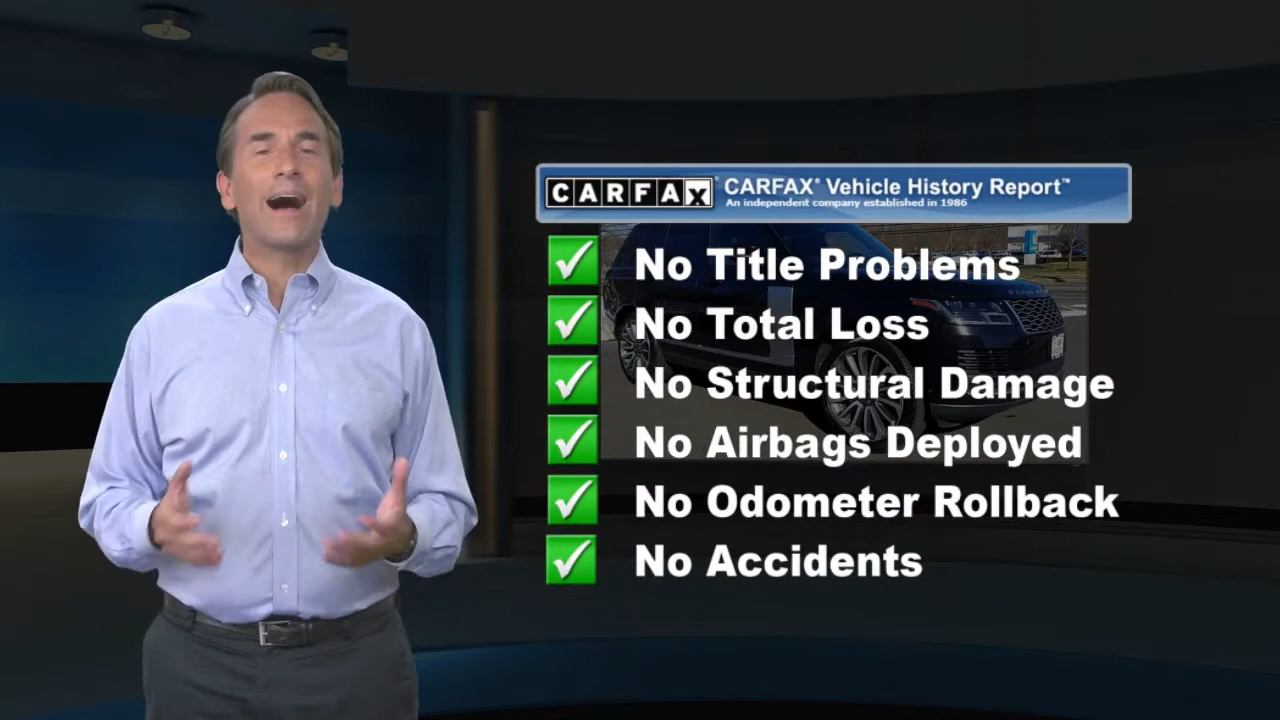 CARFAX CARFAX® Vehicle History Report™
An independent company established in 1986
No Title Problems
No Total Loss
No Structural Damage
No Airbags Deployed
No Odometer Rollback
No Accidents